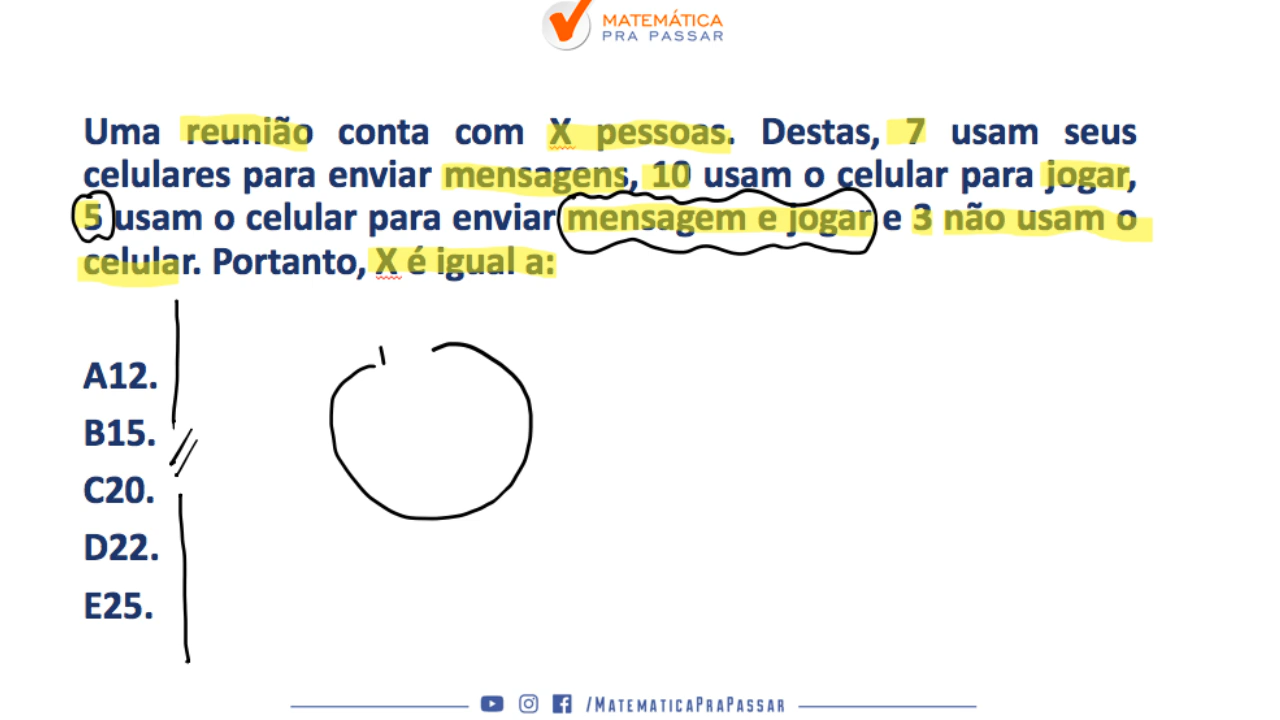 MATEMÁTICA
PRA PASSAR
Uma reunião conta com X pessoas. Destas, 7 usam seus
celulares para enviar mensagens, 10 usam o celular para jogar,
5 usam o celular para enviar mensagem e jogar e 3 não usam o
celular. Portanto, X é igual a:
A12.
B15.
C20.
D22.
E25.
/MATEMATICAPRAPASSAR